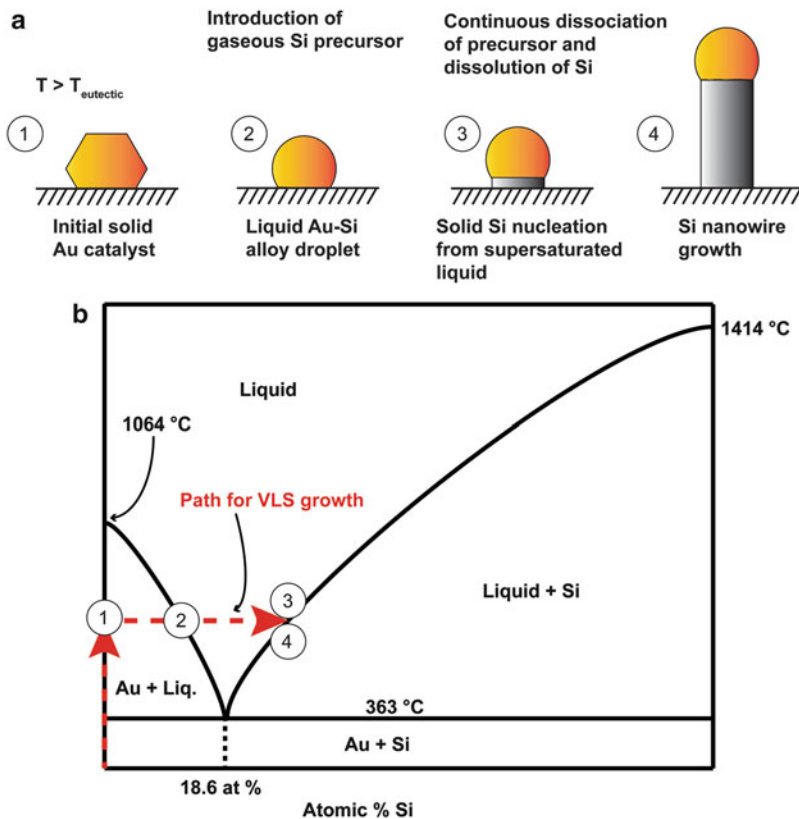 a
Introduction of
gaseous Si precursor
Continuous dissociation
of precursor and
dissolution of Si
T > Teutectic
1
2
3
4
Initial solid
Au catalyst
Liquid Au-Si
alloy droplet
Solid Si nucleation
from supersaturated
liquid
Si nanowire
growth
b
1414 °C
Liquid
1064 °C
Path for VLS growth
Liquid + Si
3
1
2
4
Au + Liq.
363 °C
Au + Si
18.6 at %
Atomic % Si